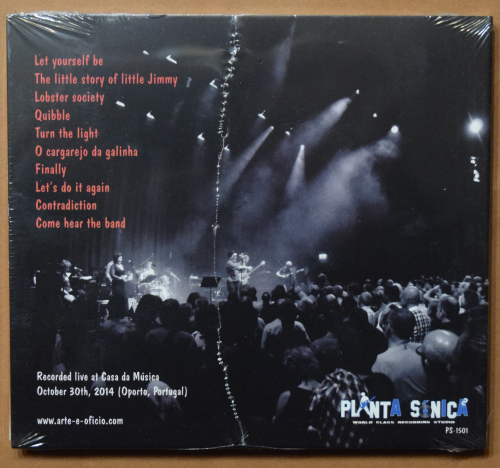 Let yourself be
The little story of little Jimmy
Lobster society
Quibble
Turn the light
O cargarejo da galinha
Finally
Let's do it again
Contradiction
Come hear the band
Recorded live at Casa da Música
October 30th, 2014 (Oporto, Portugal)
www.arte-e-oficio.com
PLANTA SÓNICA
WORLD CLASS RECORDING STUDIO
PS-1501